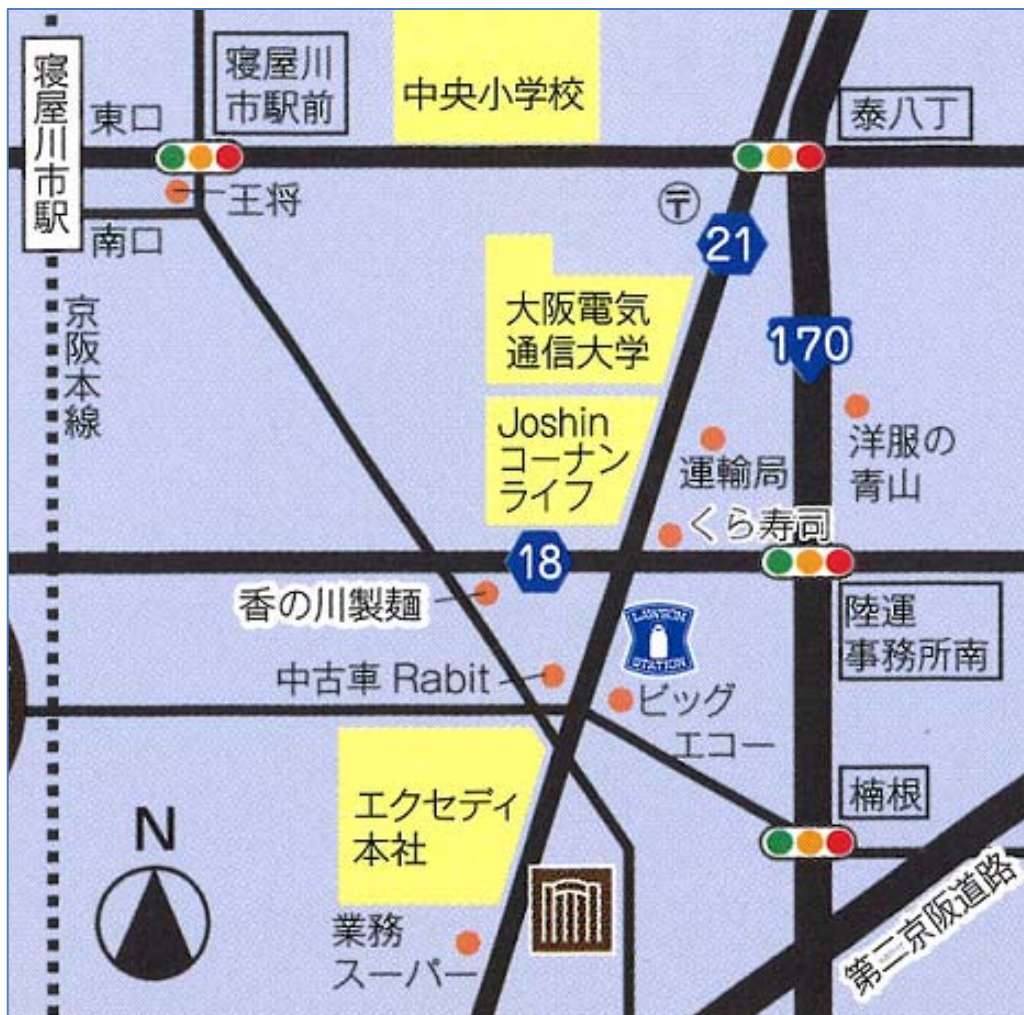 寝屋川市駅
東口
南口
寝屋川
市駅前
中央小学校
泰八丁
王将
〒
21
京阪本線
大阪電気
通信大学
170
Joshin
コーナン
ライフ
運輸局
洋服の
青山
くら寿司
18
香の川製麺
LAWSON
STATION
陸運
事務所南
中古車 Rabit
ビッグ
エコー
エクセディ
本社
楠根
N
業務
スーパー
第二京阪道路